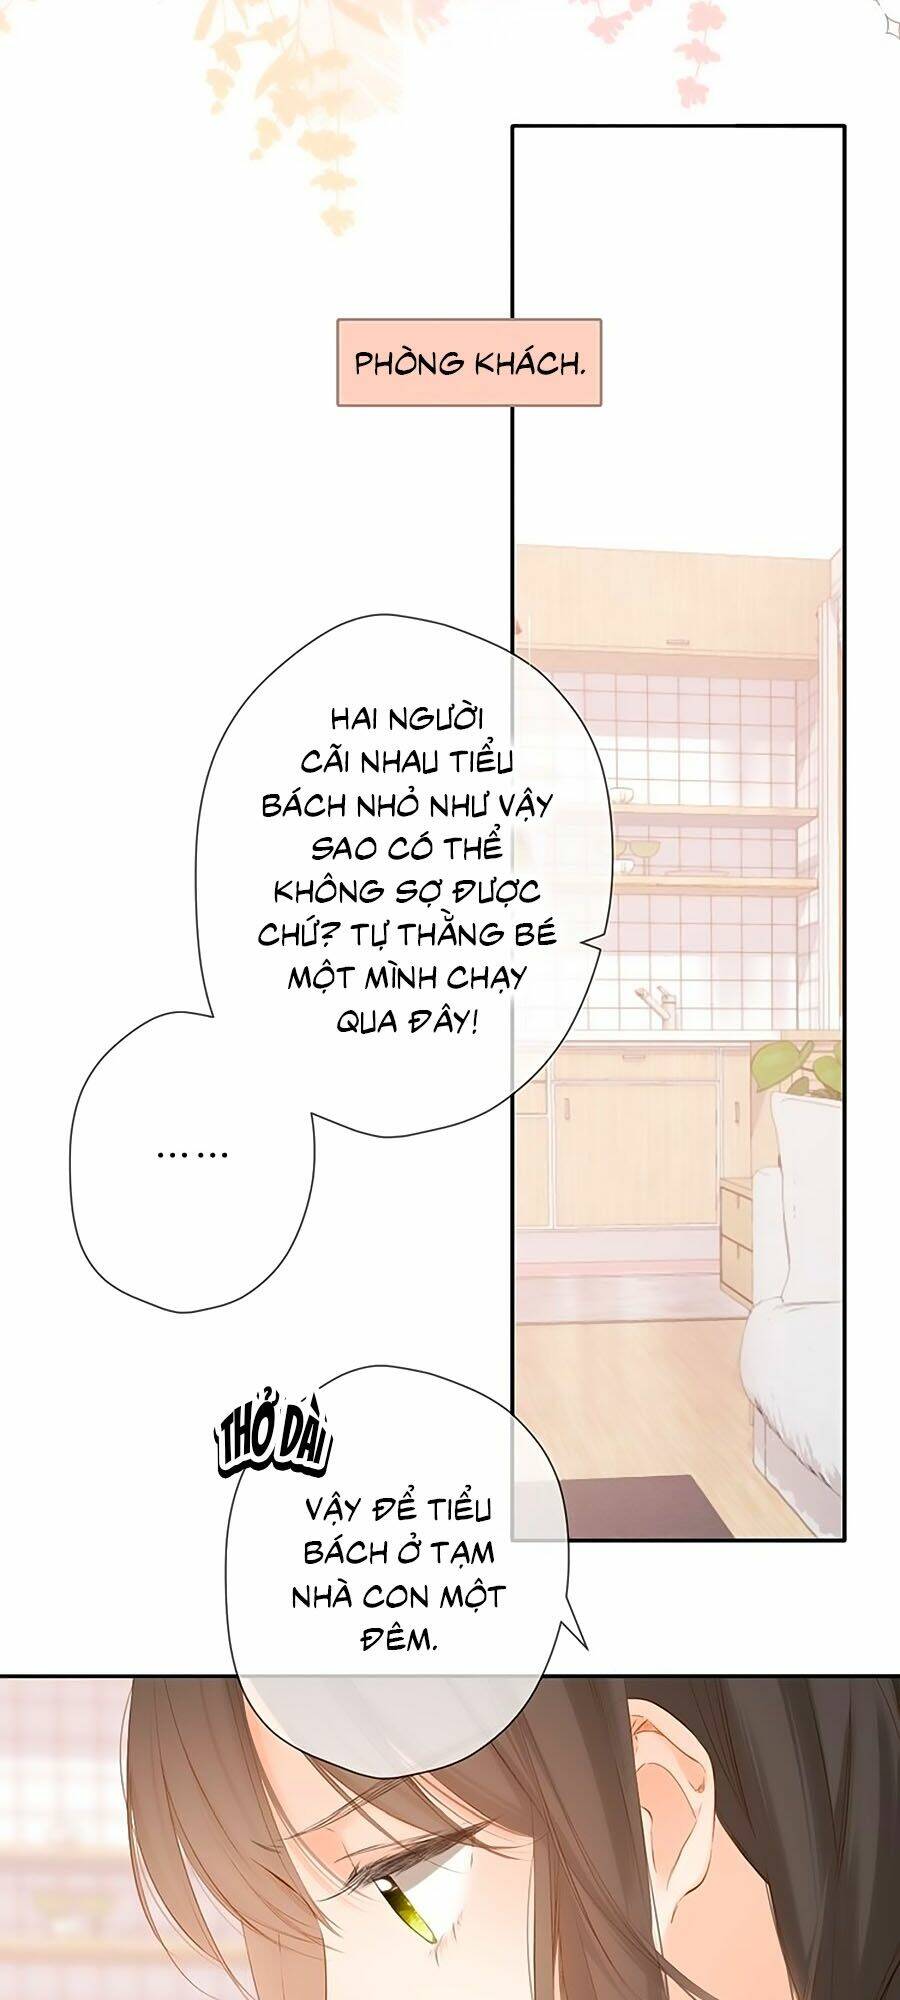 PHÒNG KHÁCH.
HAI NGƯỜI
CÃI NHAU TIỂU
BÁCH NHỎ NHƯ VẬY
SAO CÓ THỂ
KHÔNG SỢ ĐƯỢC
CHỨ? TỰ THẰNG BÉ
MỘT MÌNH CHẠY
QUA ĐÂY!
......
THỞ DÀI
VẬY ĐỂ TIỂU
BÁCH Ở TẠM
NHÀ CON MỘT
ĐÊM.